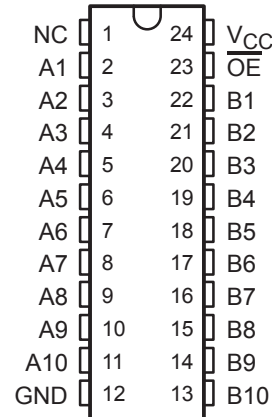 NC 1 24 VCC
A1 2 23 OE
A2 3 22 B1
A3 4 21 B2
A4 5 20 B3
A5 6 19 B4
A6 7 18 B5
A7 8 17 B6
A8 9 16 B7
A9 10 15 B8
A10 11 14 B9
GND 12 13 B10